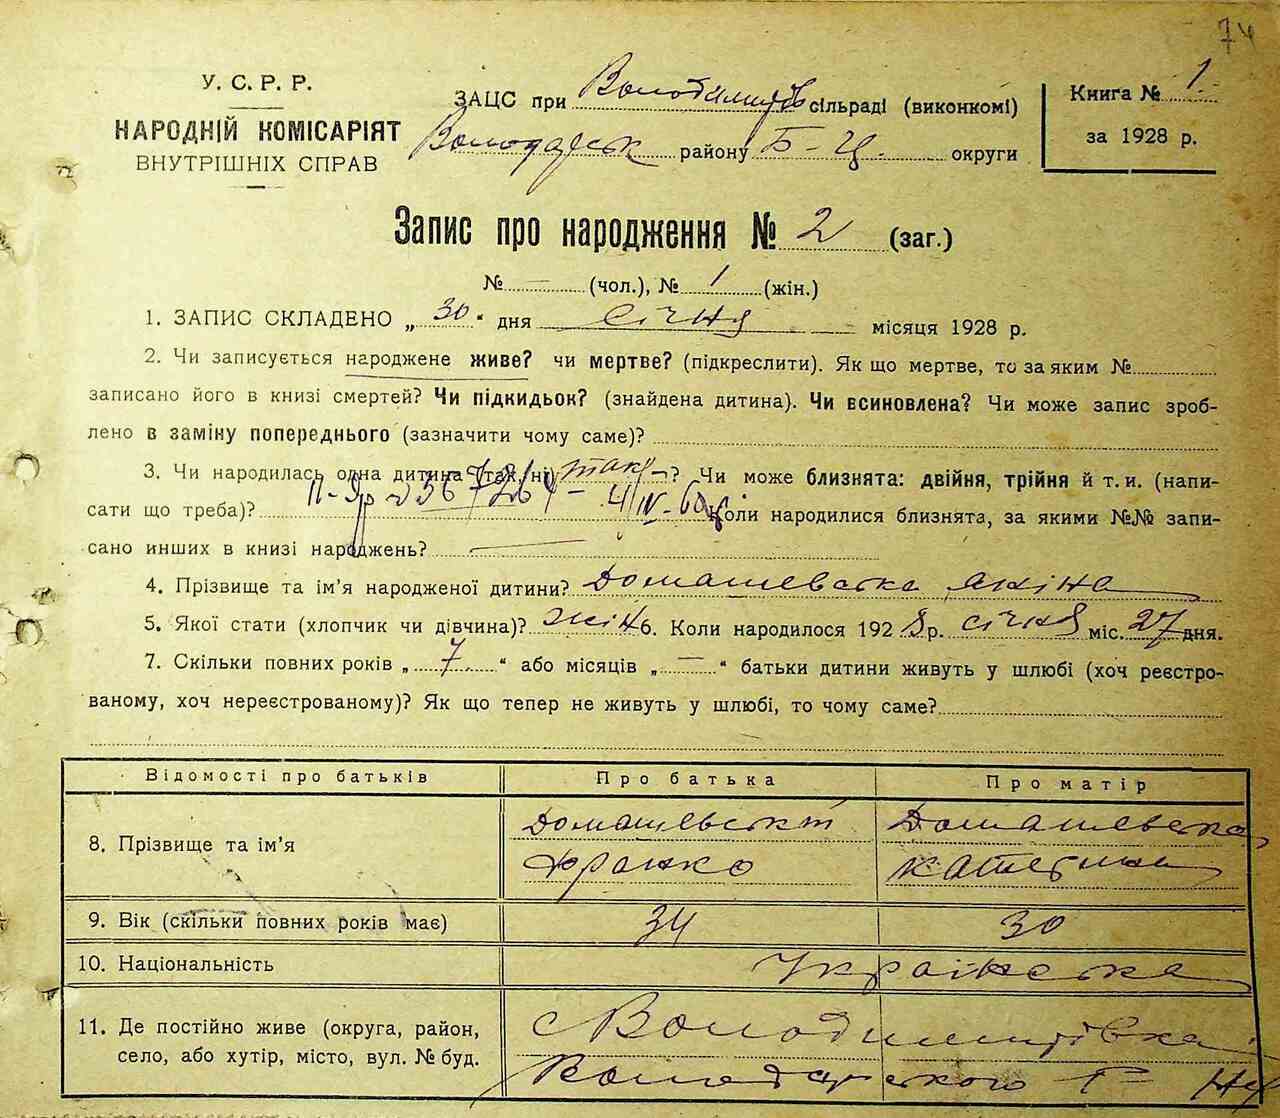 74
У. С. Р. Р.
НАРОДНІЙ КОМІСАРІЯТ
ВНУТРІШНІХ СПРАВ
ЗАЦС при сільраді (виконкомі)
Володарськ району Б-Ц. округи
Книга № 1
за 1928 р.
Запис про народження № 2 (заг.)
№ — (чол.), № 1 (жін.)
1. ЗАПИС СКЛАДЕНО „ 30 “ дня січня місяця 1928 р.
2. Чи записується народжене живе? чи мертве? (підкреслити). Як що мертве, то за яким №
записано його в книзі смертей? Чи підкидьок? (знайдена дитина). Чи всиновлена? Чи може запис зроб-
лено в заміну попереднього (зазначити чому саме)?
3. Чи народилась одна дитина (так, ні) так ? Чи може близнята: двійня, трійня й т. и. (напи-
сати що треба)? Коли народилися близнята, за якими №№ запи-
сано инших в книзі народжень? —
4. Прізвище та ім’я народженої дитини? Домашевська Яніна
5. Якої стати (хлопчик чи дівчина)? жін 6. Коли народилося 1928 р. січня міс. 27 дня.
7. Скільки повних років „ 7 “ або місяців „ — “ батьки дитини живуть у шлюбі (хоч реєстро-
ваному, хоч нереєстрованому)? Як що тепер не живуть у шлюбі, то чому саме?
Відомості про батьків Про батька Про матір
8. Прізвище та ім’я Домашевскій Домашевська
Франко Катерина
9. Вік (скільки повних років має) 34 30
10. Національність Українська
11. Де постійно живе (округа, район, с Володимирівка
село, або хутір, місто, вул. № буд. Володарського р-ну